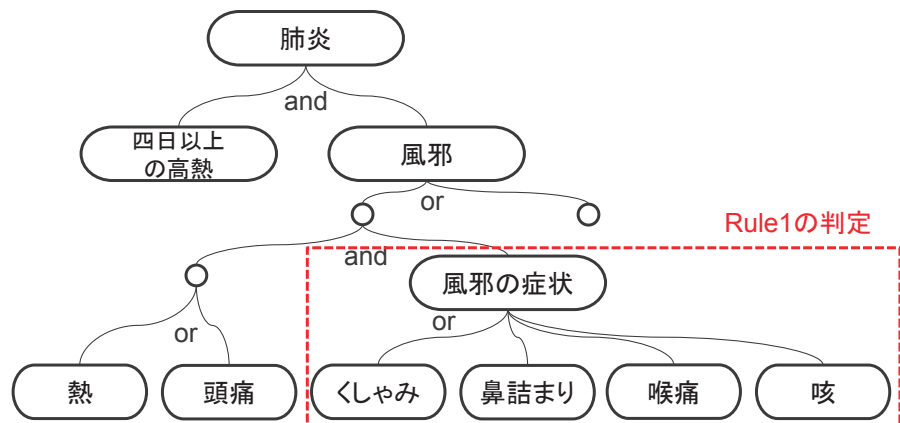 肺炎
and
四日以上
の高熱
風邪
or
Rule1の判定
and
風邪の症状
or
or
熱
頭痛
くしゃみ
鼻詰まり
喉痛
咳